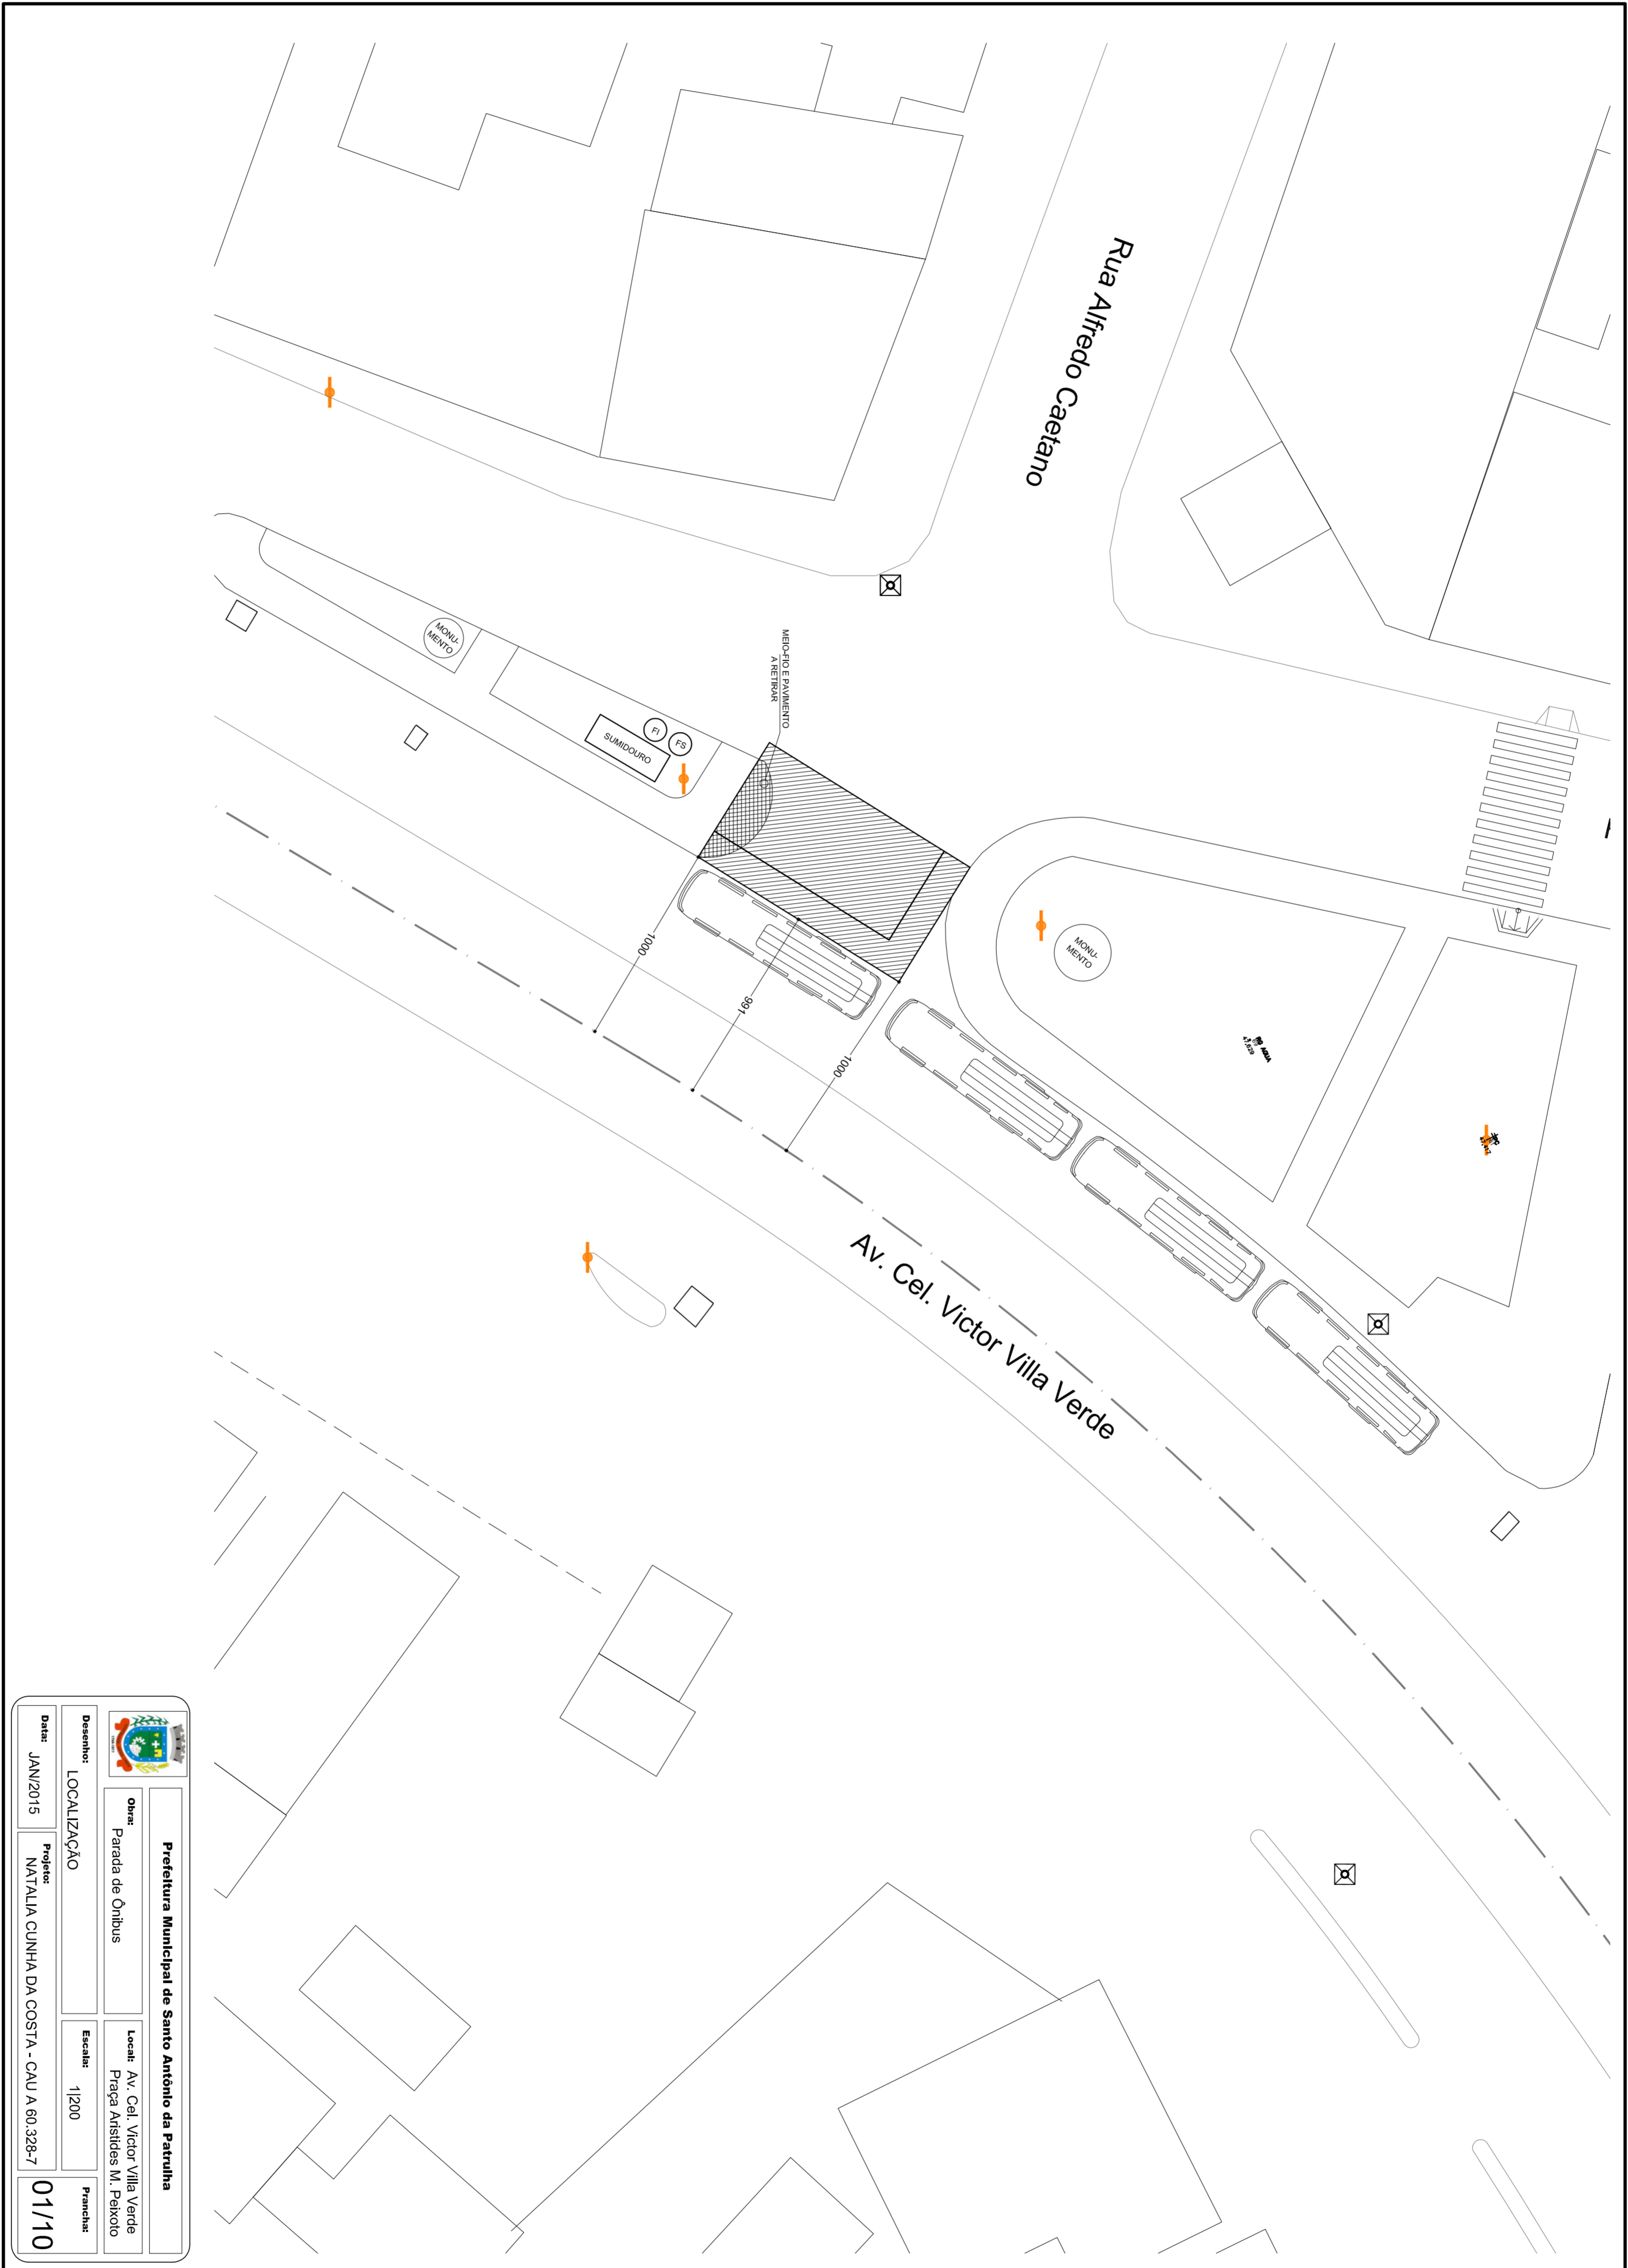 Rua Alfredo Caetano
MEIO-FIO E PAVIMENTO
A RETIRAR
MONU-
MENTO
FI
FS
SUMIDOURO
MONU-
MENTO
1000
991
1000
Av. Cel. Victor Villa Verde
Prefeitura Municipal de Santo Antônio da Patrulha
Obra:
Parada de Ônibus
Local: Av. Cel. Victor Villa Verde
Praça Aristides M. Peixoto
Desenho:
LOCALIZAÇÃO
Escala:
1|200
Data:
JAN/2015
Projeto:
NATALIA CUNHA DA COSTA - CAU A 60.328-7
Prancha:
01/10